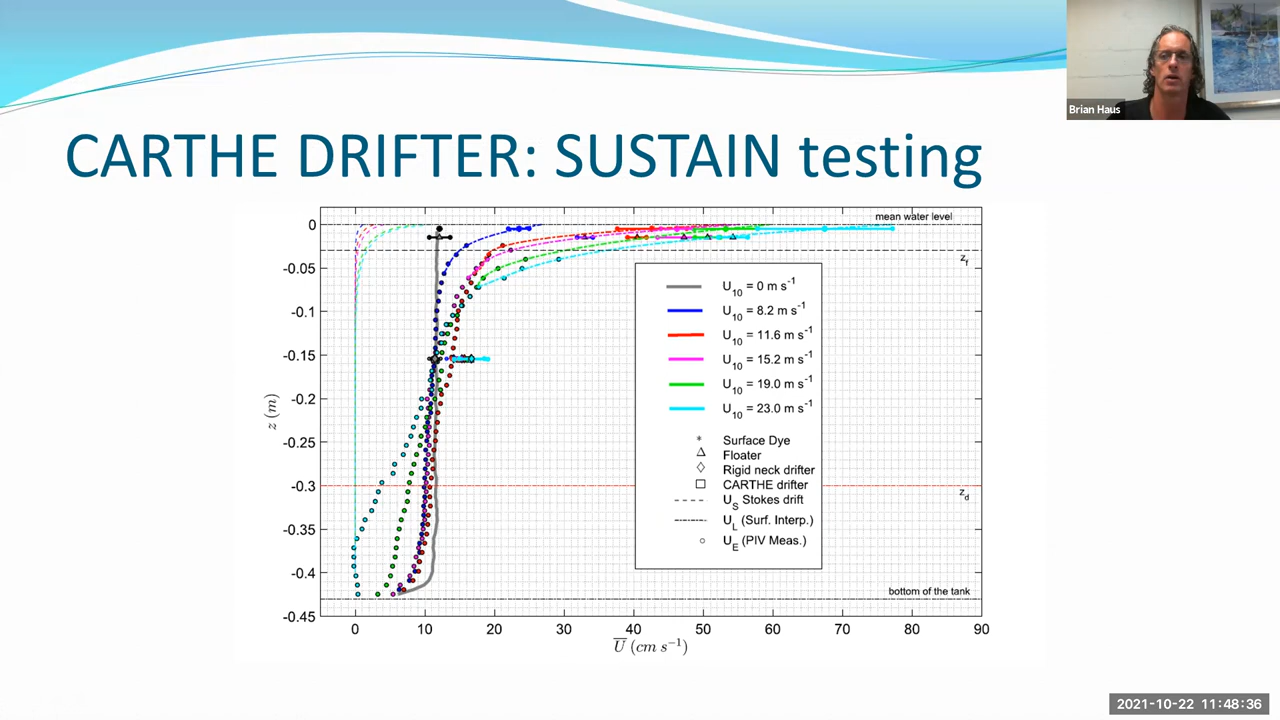 Brian Haus
CARTHE DRIFTER: SUSTAIN testing
mean water level
z_f
U_10 = 0 m s^-1
U_10 = 8.2 m s^-1
U_10 = 11.6 m s^-1
U_10 = 15.2 m s^-1
U_10 = 19.0 m s^-1
U_10 = 23.0 m s^-1
* Surface Dye
Floater
Rigid neck drifter
CARTHE drifter
U_S Stokes drift
U_L (Surf. Interp.)
U_E (PIV Meas.)
z_d
bottom of the tank
0
-0.05
-0.1
-0.15
-0.2
-0.25
-0.3
-0.35
-0.4
-0.45
z (m)
0 10 20 30 40 50 60 70 80 90
U̅ (cm s^-1)
2021-10-22 11:48:36